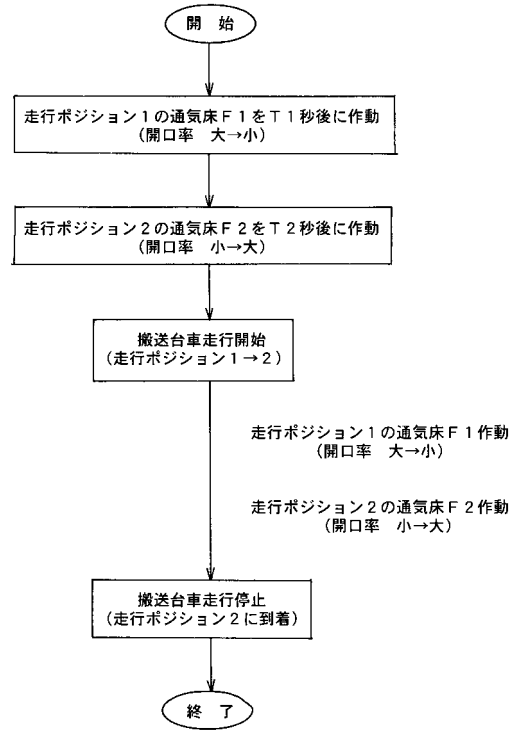 開　始
走行ポジション１の通気床Ｆ１をＴ１秒後に作動
（開口率　大→小）
走行ポジション２の通気床Ｆ２をＴ２秒後に作動
（開口率　小→大）
搬送台車走行開始
（走行ポジション１→２）
走行ポジション１の通気床Ｆ１作動
（開口率　大→小）
走行ポジション２の通気床Ｆ２作動
（開口率　小→大）
搬送台車走行停止
（走行ポジション２に到着）
終　了